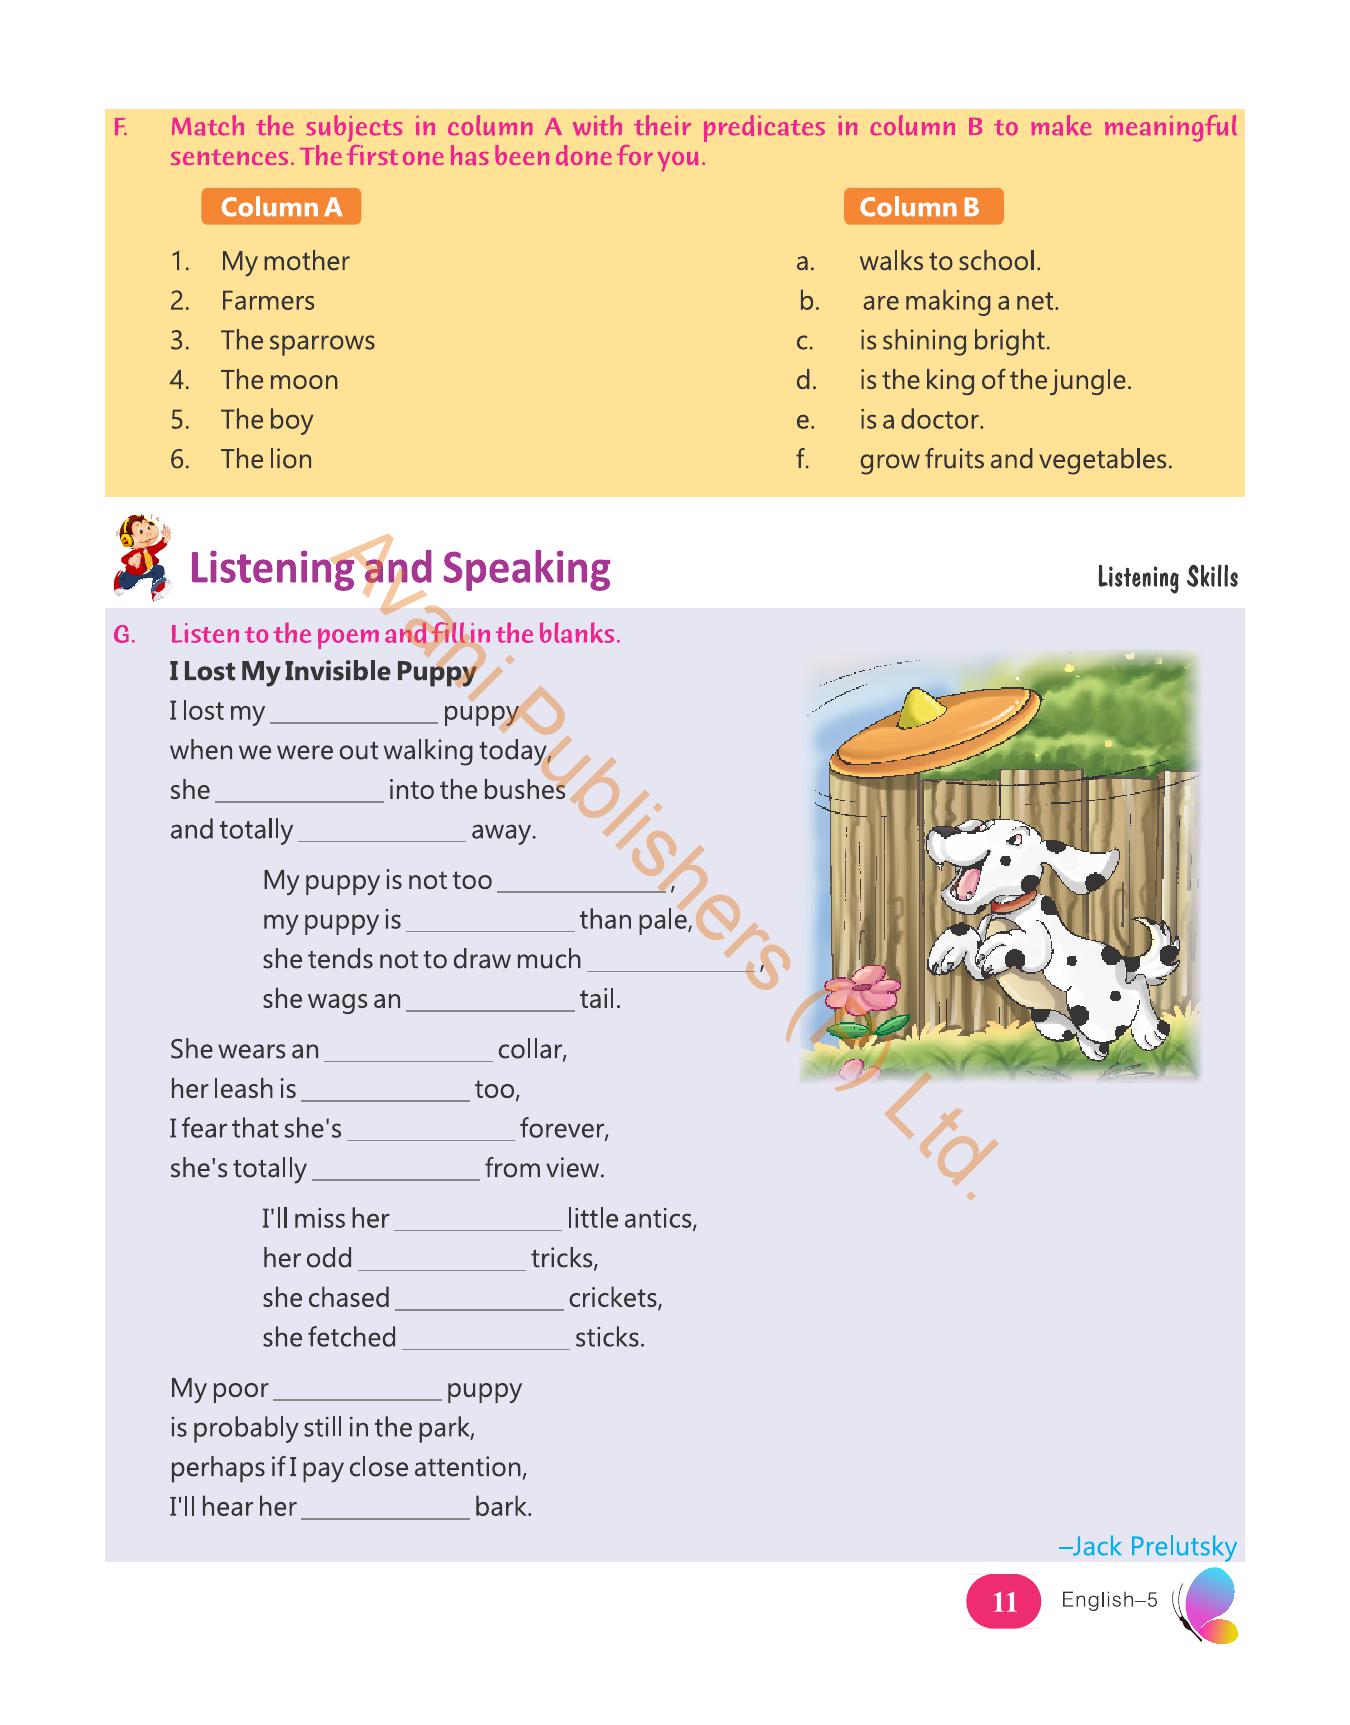 F. Match the subjects in column A with their predicates in column B to make meaningful
sentences. The first one has been done for you.
Column A Column B
1. My mother a. walks to school.
2. Farmers b. are making a net.
3. The sparrows c. is shining bright.
4. The moon d. is the king of the jungle.
5. The boy e. is a doctor.
6. The lion f. grow fruits and vegetables.
Listening and Speaking Listening Skills
G. Listen to the poem and fill in the blanks.
I Lost My Invisible Puppy
I lost my ____________ puppy
when we were out walking today,
she ____________ into the bushes
and totally ____________ away.
My puppy is not too ____________,
my puppy is ____________ than pale,
she tends not to draw much ____________,
she wags an ____________ tail.
She wears an ____________ collar,
her leash is ____________ too,
I fear that she's ____________ forever,
she's totally ____________ from view.
I'll miss her ____________ little antics,
her odd ____________ tricks,
she chased ____________ crickets,
she fetched ____________ sticks.
My poor ____________ puppy
is probably still in the park,
perhaps if I pay close attention,
I'll hear her ____________ bark.
–Jack Prelutsky
11 English–5
Avani Publishers (P) Ltd.